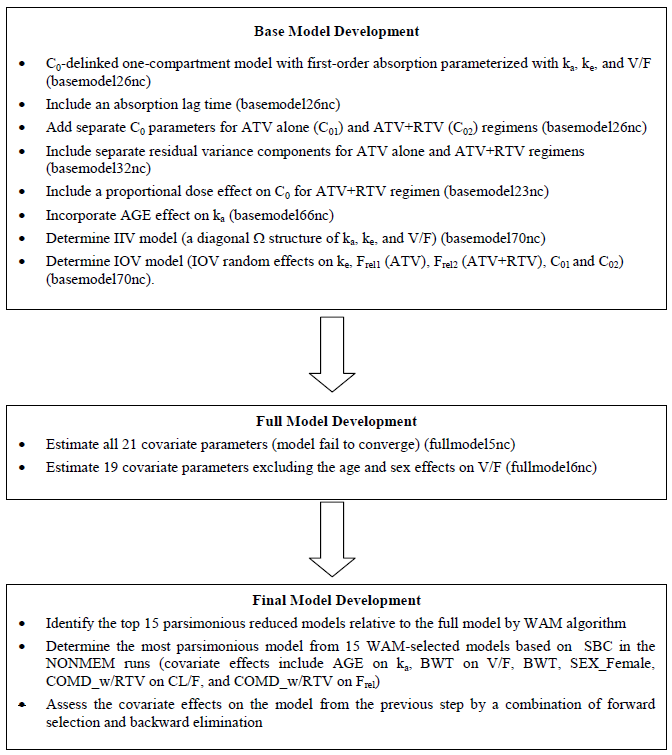 Base Model Development
• C0-delinked one-compartment model with first-order absorption parameterized with ka, ke, and V/F
(basemodel26nc)
• Include an absorption lag time (basemodel26nc)
• Add separate C0 parameters for ATV alone (C01) and ATV+RTV (C02) regimens (basemodel26nc)
• Include separate residual variance components for ATV alone and ATV+RTV regimens
(basemodel32nc)
• Include a proportional dose effect on C0 for ATV+RTV regimen (basemodel23nc)
• Incorporate AGE effect on ka (basemodel66nc)
• Determine IIV model (a diagonal Ω structure of ka, ke, and V/F) (basemodel70nc)
• Determine IOV model (IOV random effects on ke, Frel1 (ATV), Frel2 (ATV+RTV), C01 and C02)
(basemodel70nc).
Full Model Development
• Estimate all 21 covariate parameters (model fail to converge) (fullmodel5nc)
• Estimate 19 covariate parameters excluding the age and sex effects on V/F (fullmodel6nc)
Final Model Development
• Identify the top 15 parsimonious reduced models relative to the full model by WAM algorithm
• Determine the most parsimonious model from 15 WAM-selected models based on SBC in the
NONMEM runs (covariate effects include AGE on ka, BWT on V/F, BWT, SEX_Female,
COMD_w/RTV on CL/F, and COMD_w/RTV on Frel)
• Assess the covariate effects on the model from the previous step by a combination of forward
selection and backward elimination